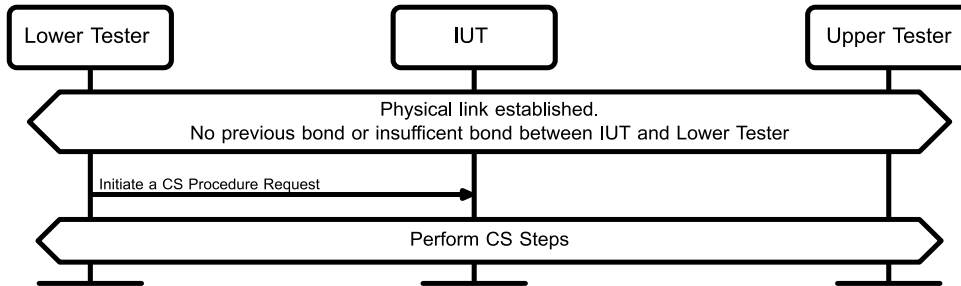 Lower Tester
IUT
Upper Tester
Physical link established.
No previous bond or insufficent bond between IUT and Lower Tester
Initiate a CS Procedure Request
Perform CS Steps